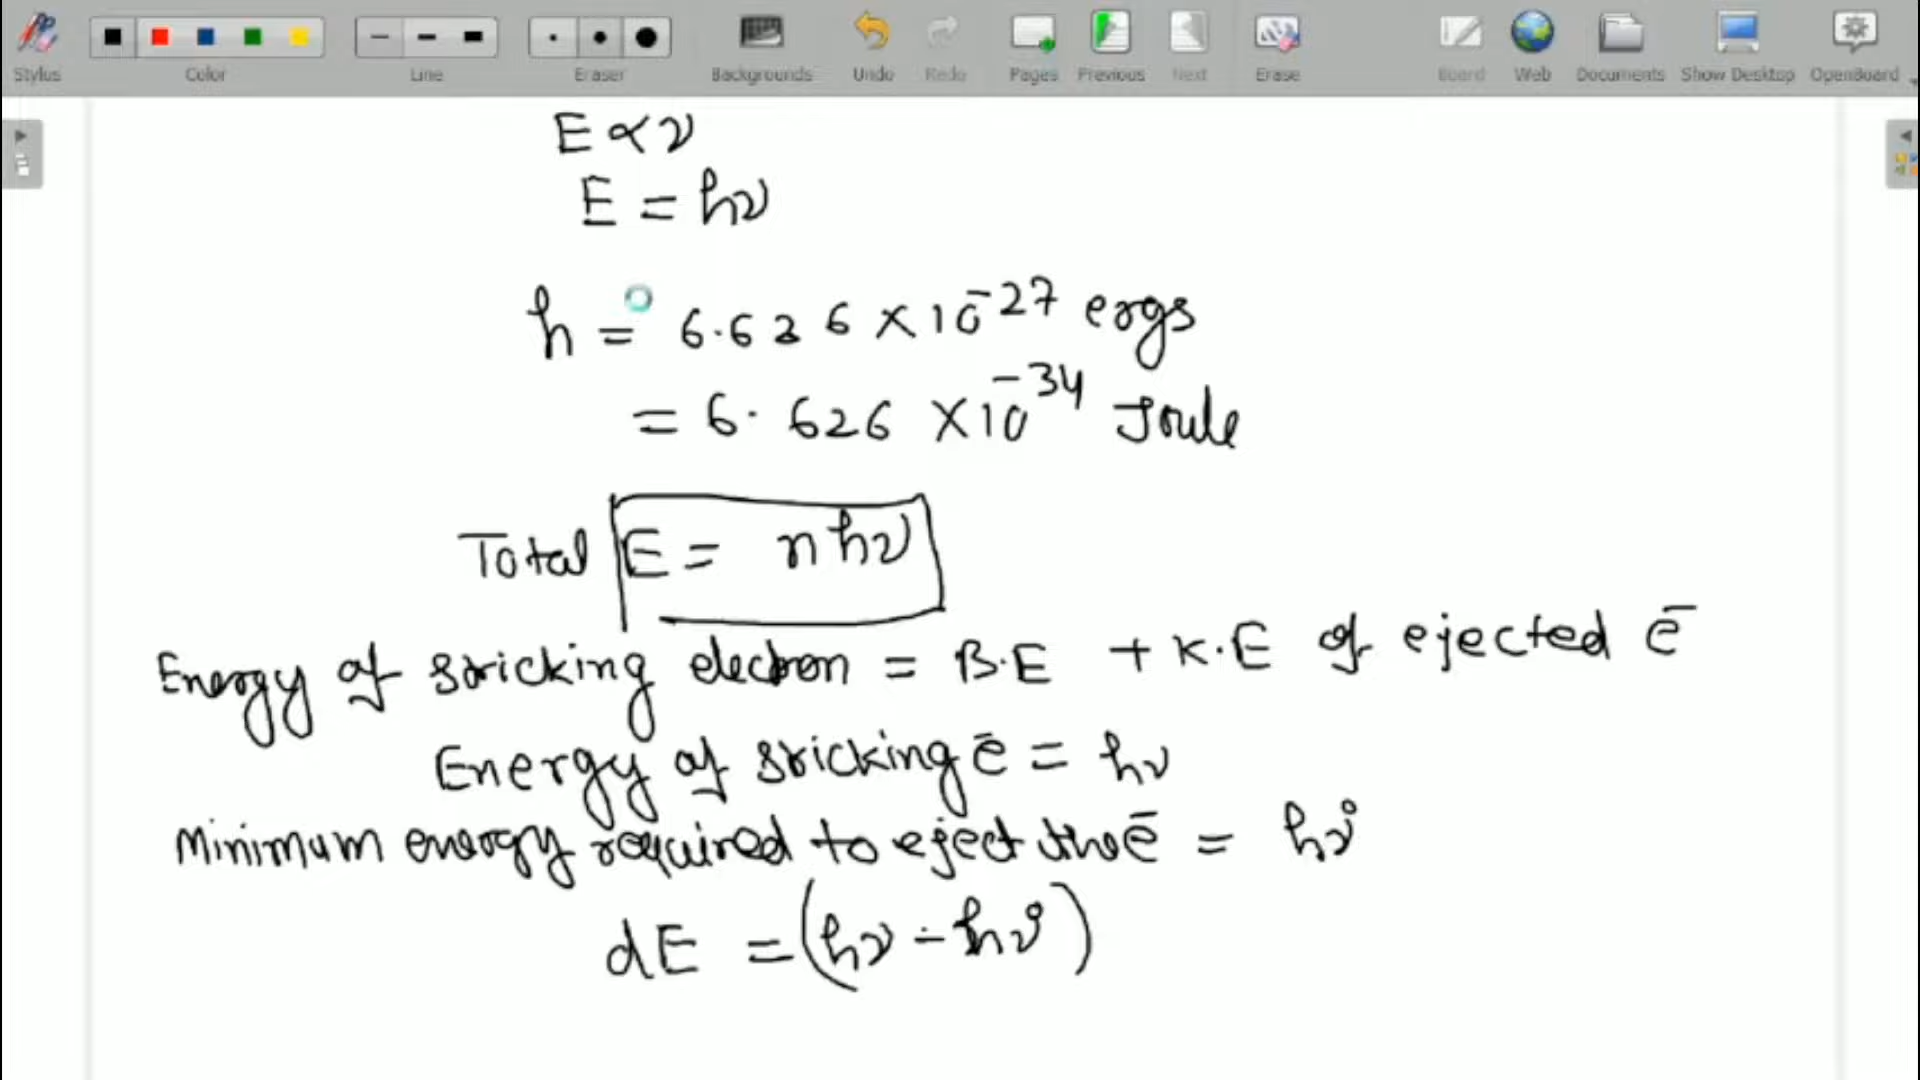 Stylus Color Line Eraser Backgrounds Undo Redo Pages Previous Next Erase Board Web Documents Show Desktop OpenBoard
E ∝ ν
E = hν
h = 6.626 × 10⁻²⁷ ergs
= 6.626 × 10⁻³⁴ Joule
Total E = nhν
Energy of stricking electron = B.E + K.E of ejected e⁻
Energy of stricking e⁻ = hν
Minimum energy required to eject the e⁻ = hν°
dE = (hν - hν°)